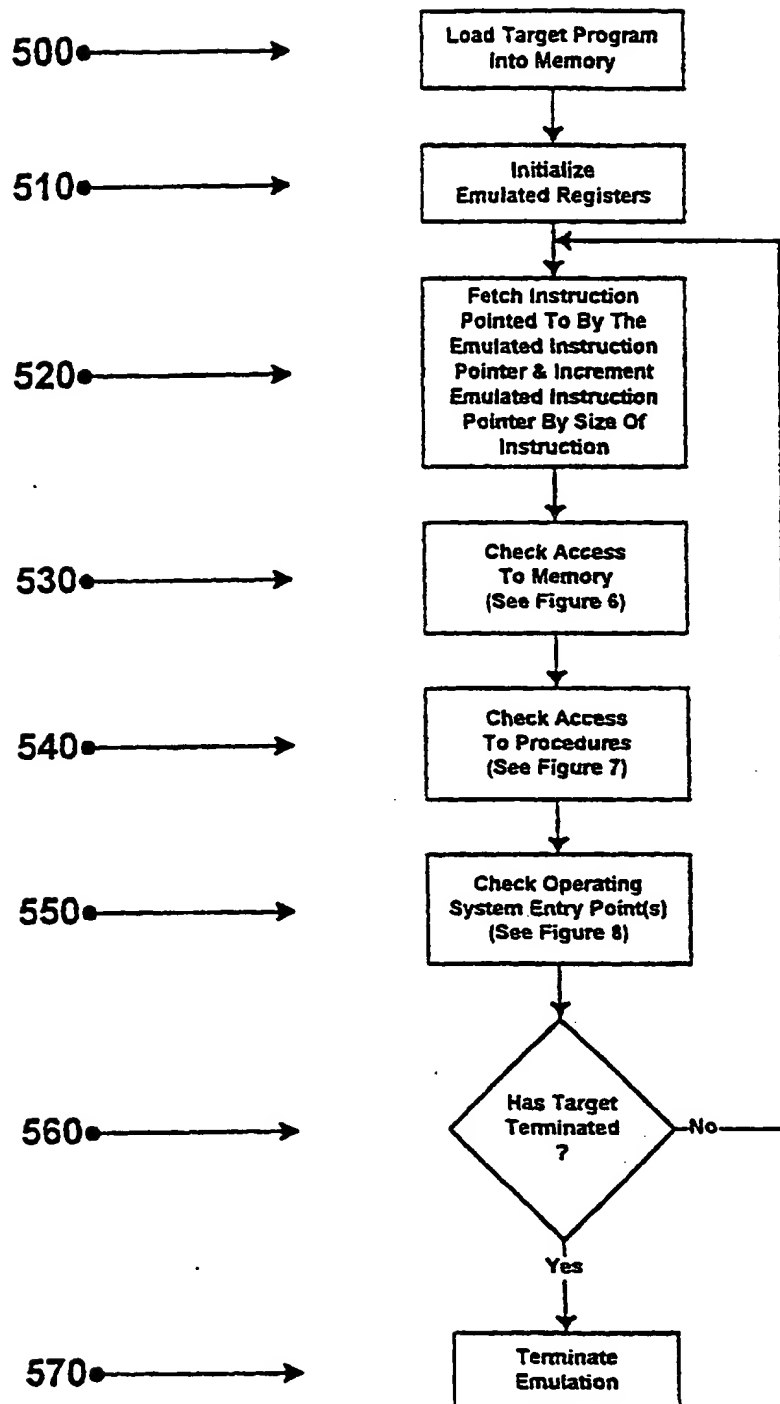 500
Load Target Program
Into Memory
510
Initialize
Emulated Registers
520
Fetch Instruction
Pointed To By The
Emulated Instruction
Pointer & Increment
Emulated Instruction
Pointer By Size Of
Instruction
530
Check Access
To Memory
(See Figure 6)
540
Check Access
To Procedures
(See Figure 7)
550
Check Operating
System Entry Point(s)
(See Figure 8)
560
Has Target
Terminated
?
No
Yes
570
Terminate
Emulation